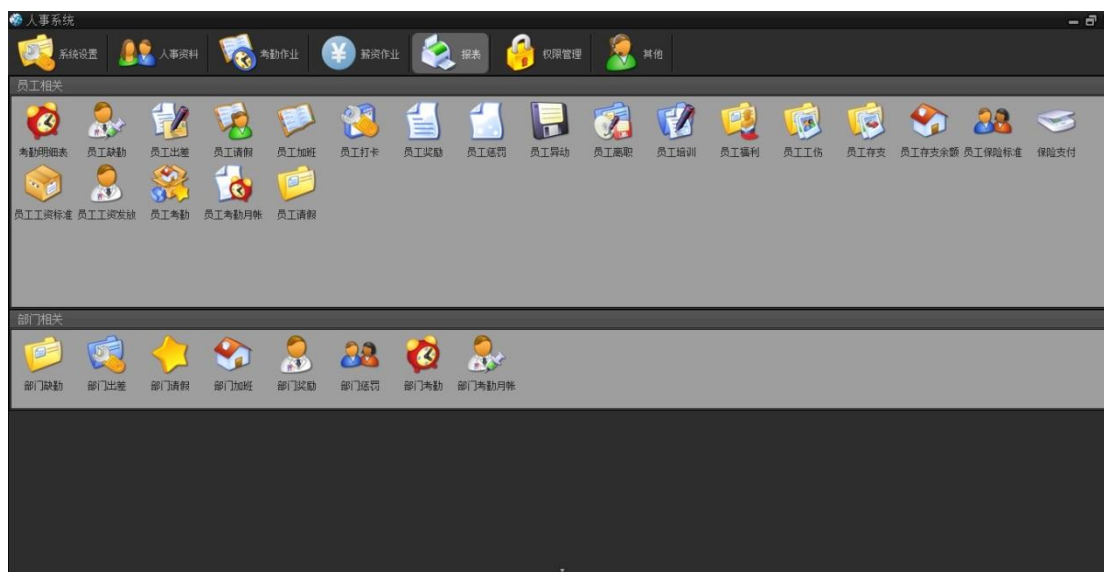 人事系统
系统设置 人事资料 考勤作业 薪资作业 报表 权限管理 其他
员工相关
考勤明细表 员工缺勤 员工出差 员工请假 员工加班 员工打卡 员工奖励 员工惩罚 员工异动 员工离职 员工培训 员工福利 员工工伤 员工存支 员工存支余额 员工保险标准 保险支付
员工工资标准 员工工资发放 员工考勤 员工考勤月帐 员工请假
部门相关
部门缺勤 部门出差 部门请假 部门加班 部门奖励 部门惩罚 部门考勤 部门考勤月帐